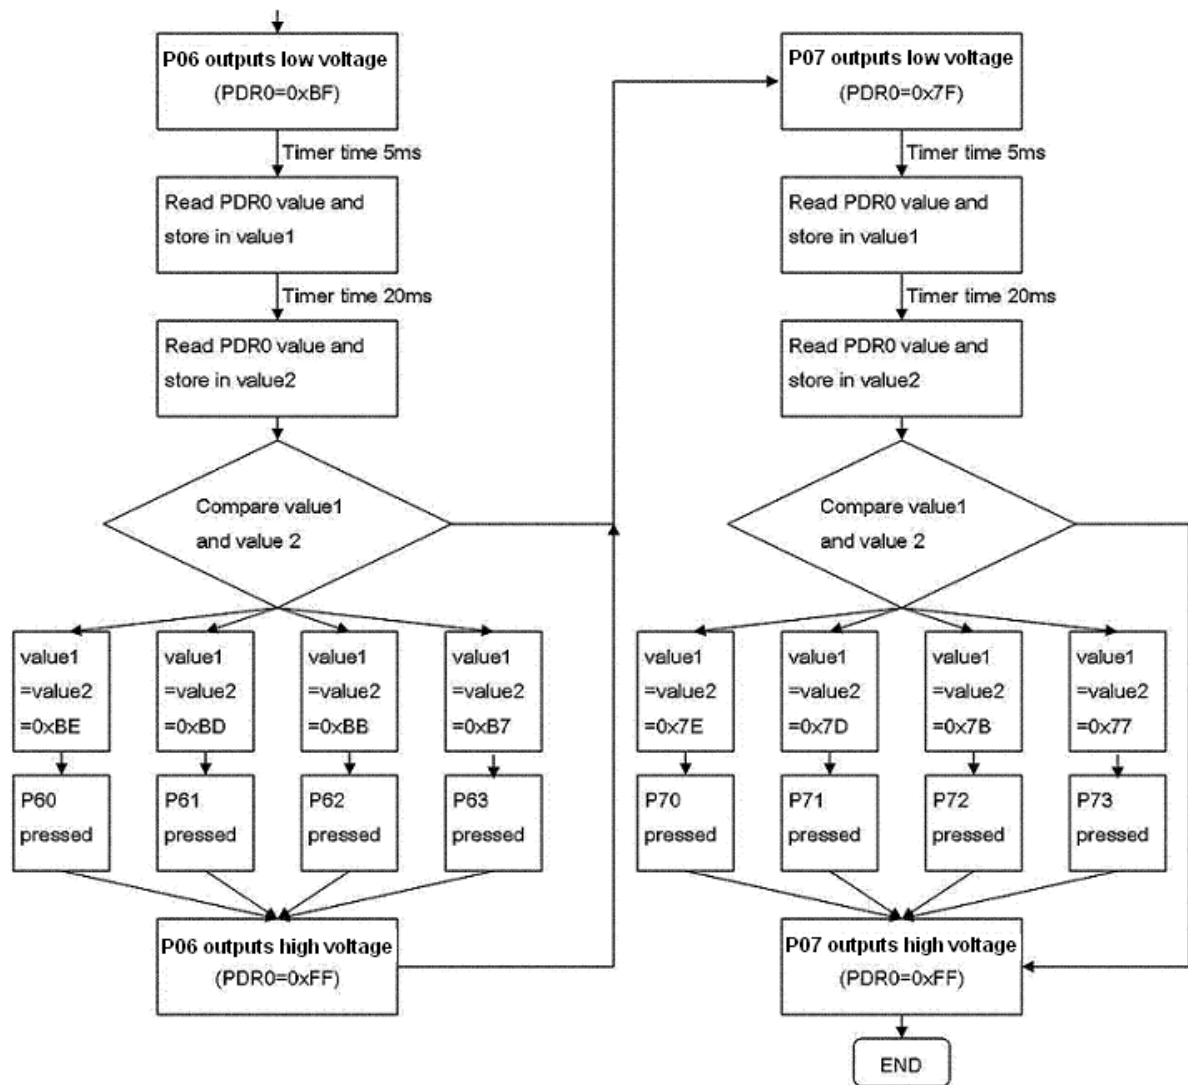 P06 outputs low voltage
(PDR0=0xBF)
Timer time 5ms
Read PDR0 value and
store in value1
Timer time 20ms
Read PDR0 value and
store in value2
Compare value1
and value 2
value1
=value2
=0xBE
value1
=value2
=0xBD
value1
=value2
=0xBB
value1
=value2
=0xB7
P60
pressed
P61
pressed
P62
pressed
P63
pressed
P06 outputs high voltage
(PDR0=0xFF)
P07 outputs low voltage
(PDR0=0x7F)
Timer time 5ms
Read PDR0 value and
store in value1
Timer time 20ms
Read PDR0 value and
store in value2
Compare value1
and value 2
value1
=value2
=0x7E
value1
=value2
=0x7D
value1
=value2
=0x7B
value1
=value2
=0x77
P70
pressed
P71
pressed
P72
pressed
P73
pressed
P07 outputs high voltage
(PDR0=0xFF)
END